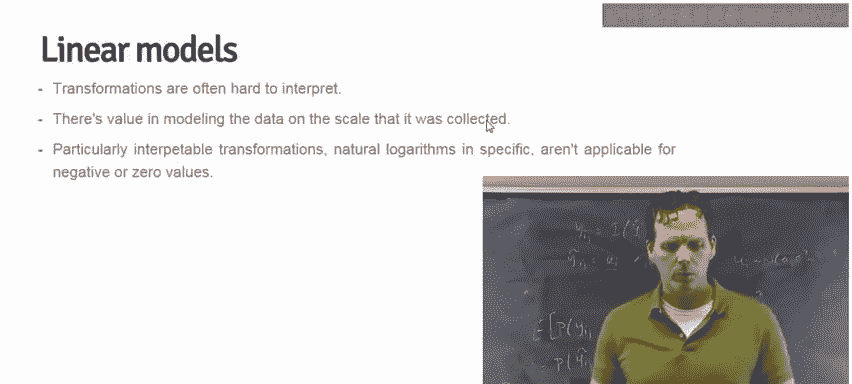 Linear models
- Transformations are often hard to interpret.
- There's value in modeling the data on the scale that it was collected.
- Particularly interpetable transformations, natural logarithms in specific, aren't applicable for
negative or zero values.